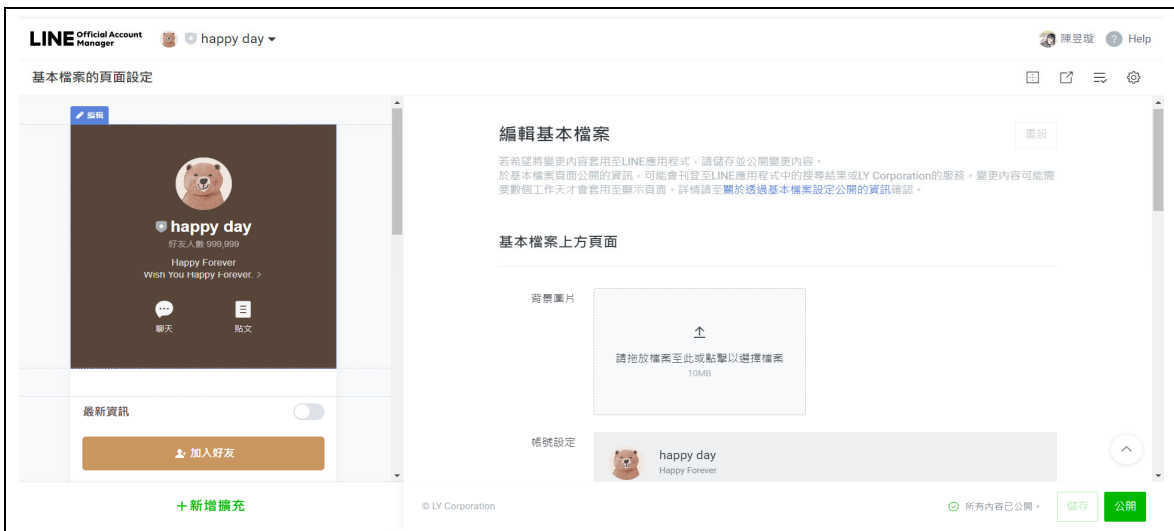 LINE Official Account Manager
happy day
陳昱璇
Help
基本檔案的頁面設定
編輯
happy day
好友人數 999,999
Happy Forever
Wish You Happy Forever. >
聊天
貼文
最新資訊
加入好友
+新增擴充
編輯基本檔案
重設
若希望將變更內容套用至LINE應用程式，請儲存並公開變更內容。
於基本檔案頁面公開的資訊，可能會刊登至LINE應用程式中的搜尋結果或LY Corporation的服務。變更內容可能需
要數個工作天才會套用至顯示頁面。詳情請至關於透過基本檔案設定公開的資訊確認。
基本檔案上方頁面
背景圖片
請拖放檔案至此或點擊以選擇檔案
10MB
帳號設定
happy day
Happy Forever
© LY Corporation
所有內容已公開。
儲存
公開